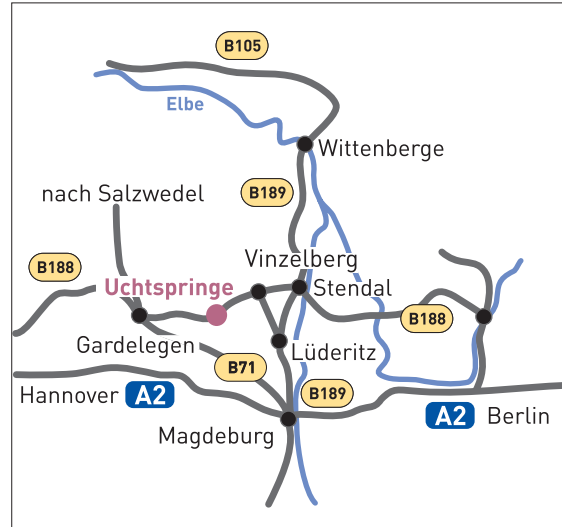 B105
Elbe
Wittenberge
B189
nach Salzwedel
Vinzelberg
B188
Uchtspringe
Stendal
B188
Gardelegen
Lüderitz
B71
Hannover A2
B189
A2 Berlin
Magdeburg